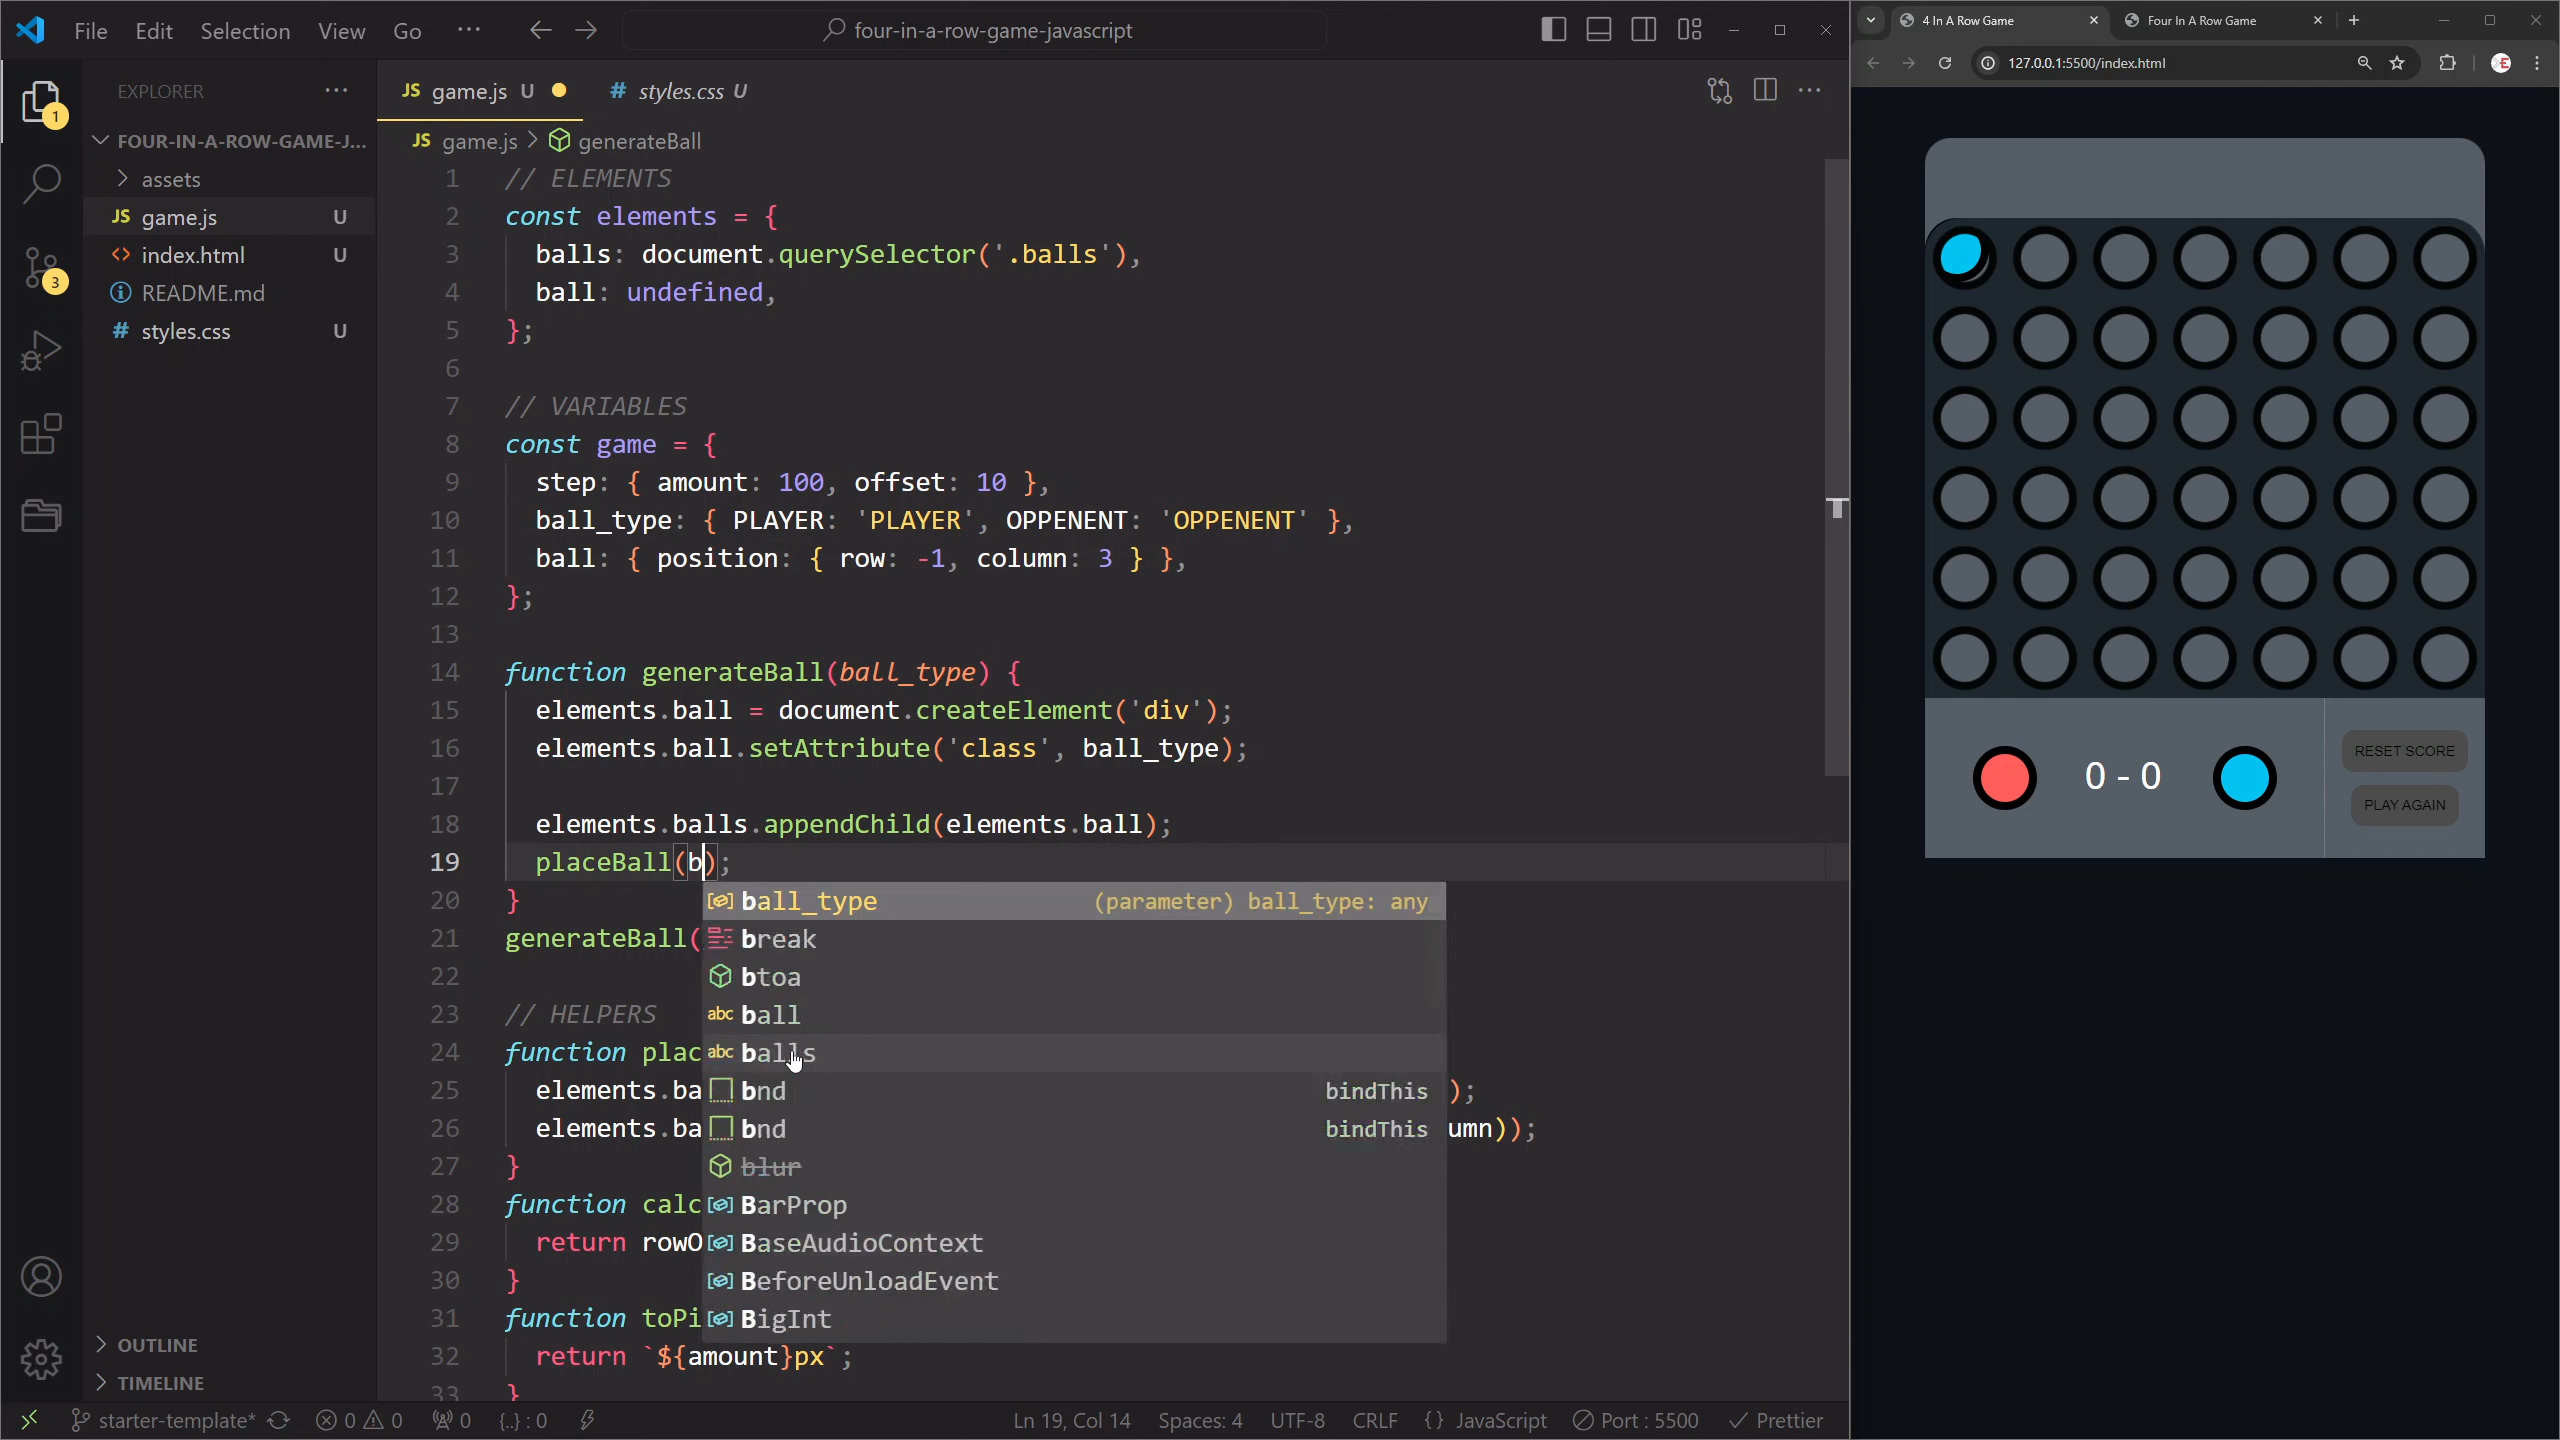 File Edit Selection View Go ··· four-in-a-row-game-javascript
4 In A Row Game
Four In A Row Game
127.0.0.1:5500/index.html
EXPLORER
FOUR-IN-A-ROW-GAME-J...
assets
JS game.js U
<> index.html U
README.md
# styles.css U
OUTLINE
TIMELINE
1
3
JS game.js U
# styles.css U
JS game.js > generateBall
1 // ELEMENTS
2 const elements = {
3 balls: document.querySelector('.balls'),
4 ball: undefined,
5 };
6
7 // VARIABLES
8 const game = {
9 step: { amount: 100, offset: 10 },
10 ball_type: { PLAYER: 'PLAYER', OPPENENT: 'OPPENENT' },
11 ball: { position: { row: -1, column: 3 } },
12 };
13
14 function generateBall(ball_type) {
15 elements.ball = document.createElement('div');
16 elements.ball.setAttribute('class', ball_type);
17
18 elements.balls.appendChild(elements.ball);
19 placeBall(b);
20 }
21 generateBall(
22
23 // HELPERS
24 function plac
25 elements.ba );
26 elements.ba umn));
27 }
28 function calc
29 return rowO
30 }
31 function toPi
32 return `${amount}px`;
33 }
ball_type (parameter) ball_type: any
break
btoa
ball
balls
bnd bindThis
bnd bindThis
blur
BarProp
BaseAudioContext
BeforeUnloadEvent
BigInt
0 - 0
RESET SCORE
PLAY AGAIN
starter-template* 0 0 0 {..} : 0 Ln 19, Col 14 Spaces: 4 UTF-8 CRLF {} JavaScript Port : 5500 Prettier